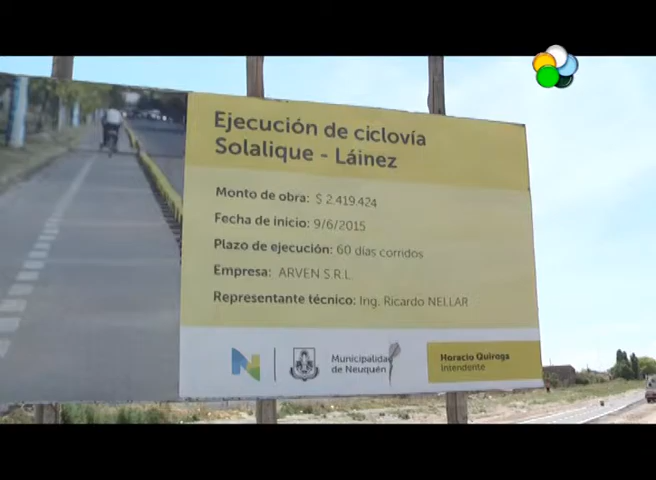 Ejecución de ciclovía
Solalique - Láinez
Monto de obra: $ 2.419.424
Fecha de inicio: 9/6/2015
Plazo de ejecución: 60 días corridos
Empresa: ARVEN S.R.L.
Representante técnico: Ing. Ricardo NELLAR
Municipalidad
de Neuquén
Horacio Quiroga
Intendente